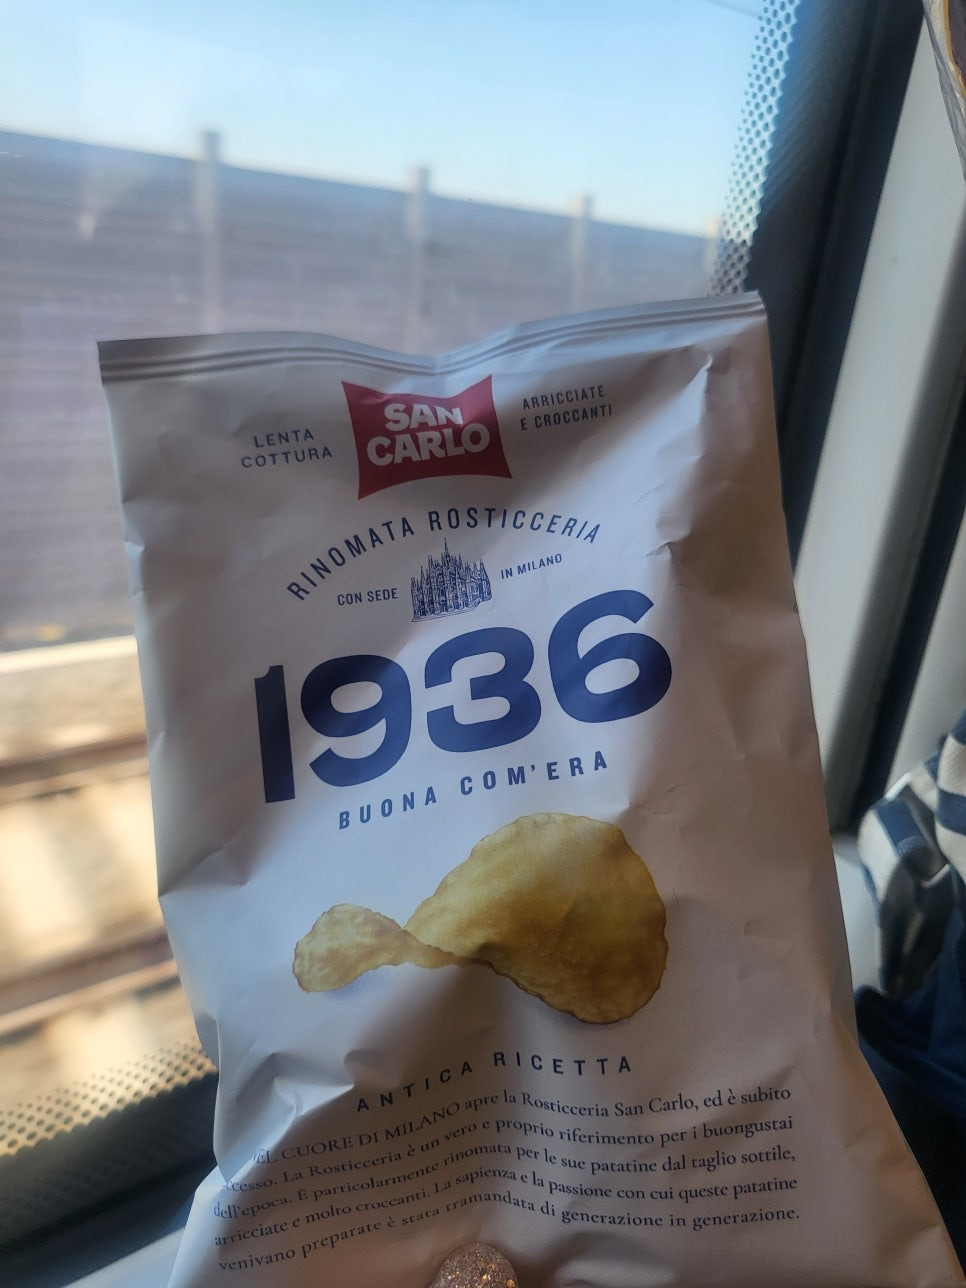 SAN
CARLO
LENTA
COTTURA
ARRICCIATE
E CROCCANTI
RINOMATA ROSTICCERIA
CON SEDE IN MILANO
1936
BUONA COM'ERA
ANTICA RICETTA
CUORE DI MILANO apre la Rosticceria San Carlo, ed è subito
La Rosticceria è un vero e proprio riferimento per i buongustai
dell'epoca. È particolarmente rinomata per le sue patatine dal taglio sottile,
arricciate e molto croccanti. La sapienza e la passione con cui queste patatine
venivano preparate è stata tramandata di generazione in generazione.